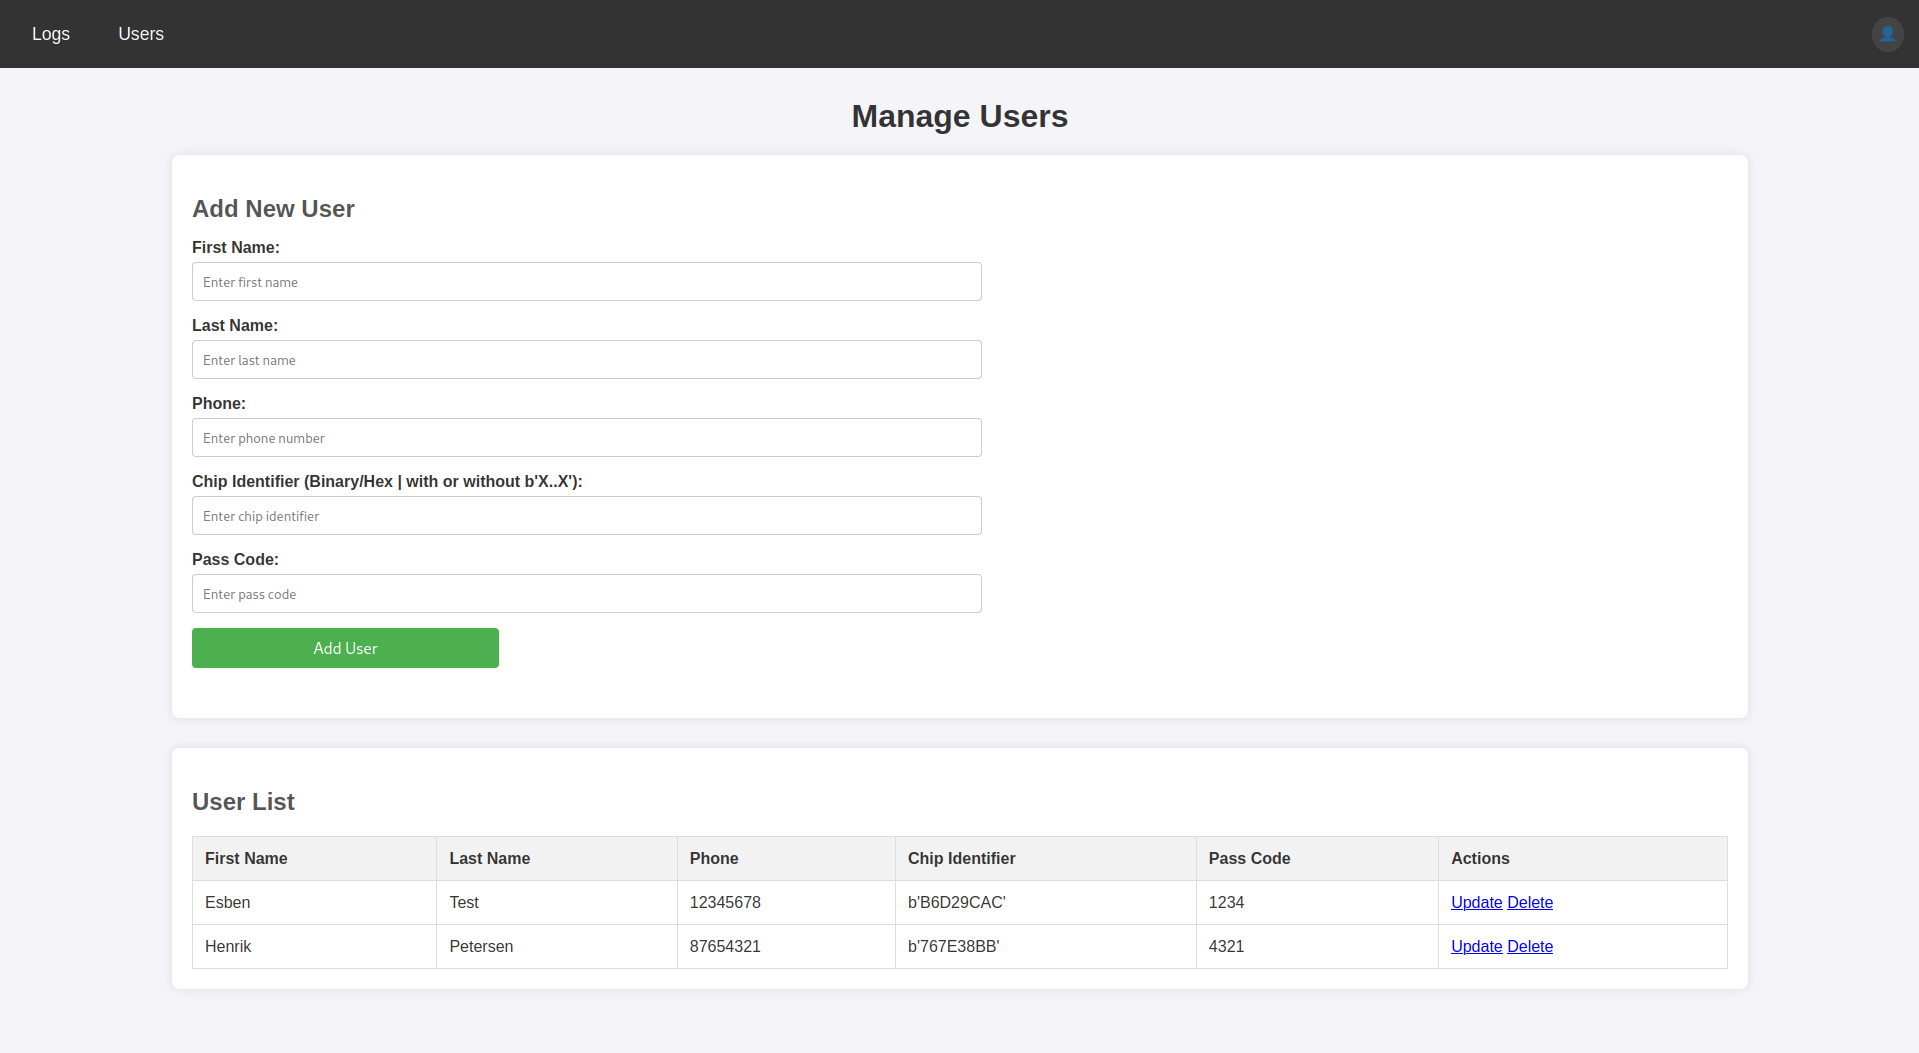 Logs Users
Manage Users
Add New User
First Name:
Enter first name
Last Name:
Enter last name
Phone:
Enter phone number
Chip Identifier (Binary/Hex | with or without b'X..X'):
Enter chip identifier
Pass Code:
Enter pass code
Add User
User List
First Name Last Name Phone Chip Identifier Pass Code Actions
Esben Test 12345678 b'B6D29CAC' 1234 Update Delete
Henrik Petersen 87654321 b'767E38BB' 4321 Update Delete